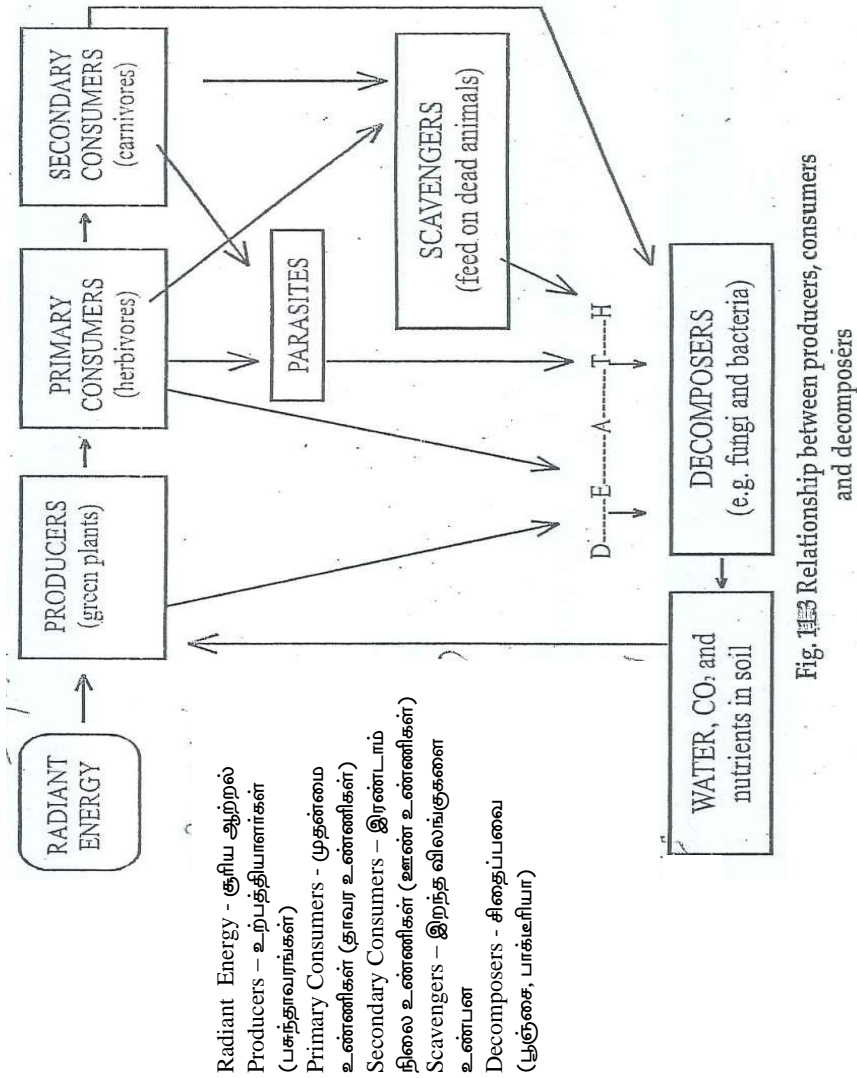 RADIANT
ENERGY
PRODUCERS
(green plants)
PRIMARY
CONSUMERS
(herbivores)
SECONDARY
CONSUMERS
(carnivores)
PARASITES
SCAVENGERS
(feed on dead animals)
D------E------A------T------H
DECOMPOSERS
(e.g. fungi and bacteria)
WATER, CO₂ and
nutrients in soil
Fig. Relationship between producers, consumers
and decomposers
Radiant Energy - சூரிய ஆற்றல்
Producers – உற்பத்தியாளர்கள்
(பசுந்தாவரங்கள்)
Primary Consumers - முதன்மை
உண்ணிகள் (தாவர உண்ணிகள்)
Secondary Consumers – இரண்டாம்
நிலை உண்ணிகள் (ஊண் உண்ணிகள்)
Scavengers – இறந்த விலங்குகளை
உண்பன
Decomposers - சிதைப்பவை
(பூஞ்சை, பாக்டீரியா)